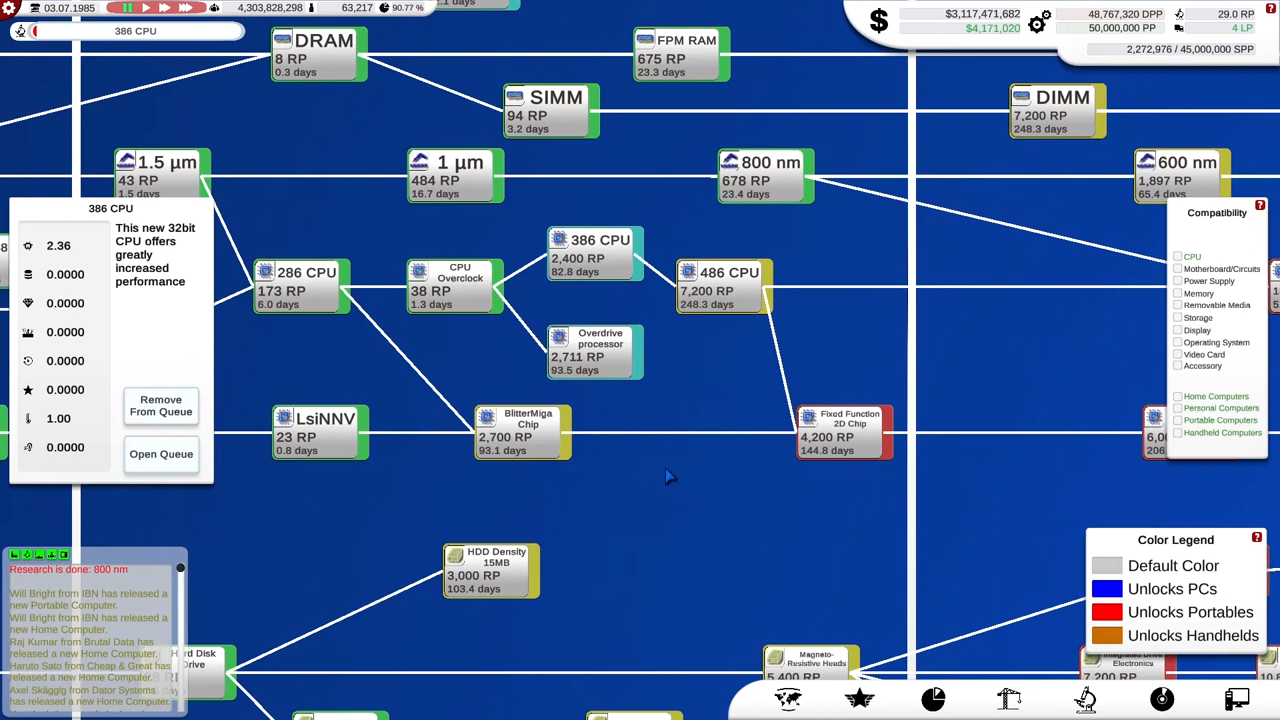 03.07.1985
4,303,828,298
63,217
90.77 %
386 CPU
$3,117,471,682
$4,171,020
48,767,320 DPP
50,000,000 PP
29.0 RP
4 LP
2,272,976 / 45,000,000 SPP
DRAM
8 RP
0.3 days
FPM RAM
675 RP
23.3 days
SIMM
94 RP
3.2 days
DIMM
7,200 RP
248.3 days
1.5 µm
43 RP
1.5 days
1 µm
484 RP
16.7 days
800 nm
678 RP
23.4 days
600 nm
1,897 RP
65.4 days
386 CPU
This new 32bit
CPU offers
greatly
increased
performance
2.36
0.0000
0.0000
0.0000
0.0000
0.0000
1.00
0.0000
Remove
From Queue
Open Queue
286 CPU
173 RP
6.0 days
CPU
Overclock
38 RP
1.3 days
386 CPU
2,400 RP
82.8 days
486 CPU
7,200 RP
248.3 days
Overdrive
processor
2,711 RP
93.5 days
LsiNNV
23 RP
0.8 days
BlitterMiga
Chip
2,700 RP
93.1 days
Fixed Function
2D Chip
4,200 RP
144.8 days
Compatibility
CPU
Motherboard/Circuits
Power Supply
Memory
Removable Media
Storage
Display
Operating System
Video Card
Accessory
Home Computers
Personal Computers
Handheld Computers
HDD Density
15MB
3,000 RP
103.4 days
Color Legend
Default Color
Unlocks PCs
Unlocks Portables
Unlocks Handhelds
Research is done: 800 nm
Will Bright from IBN has released a
new Portable Computer.
Will Bright from IBN has released a
new Home Computer.
Raj Kumar from Brutal Data has
released a new Home Computer.
Haruto Sato from Cheap & Great has
released a new Home Computer.
Axel Skäggig from Dator Systems
has released a new Home Computer.
Hard Disk
Drive
Magneto-
Resistive Heads
5,400 RP
Integrated Drive
Electronics
7,200 RP